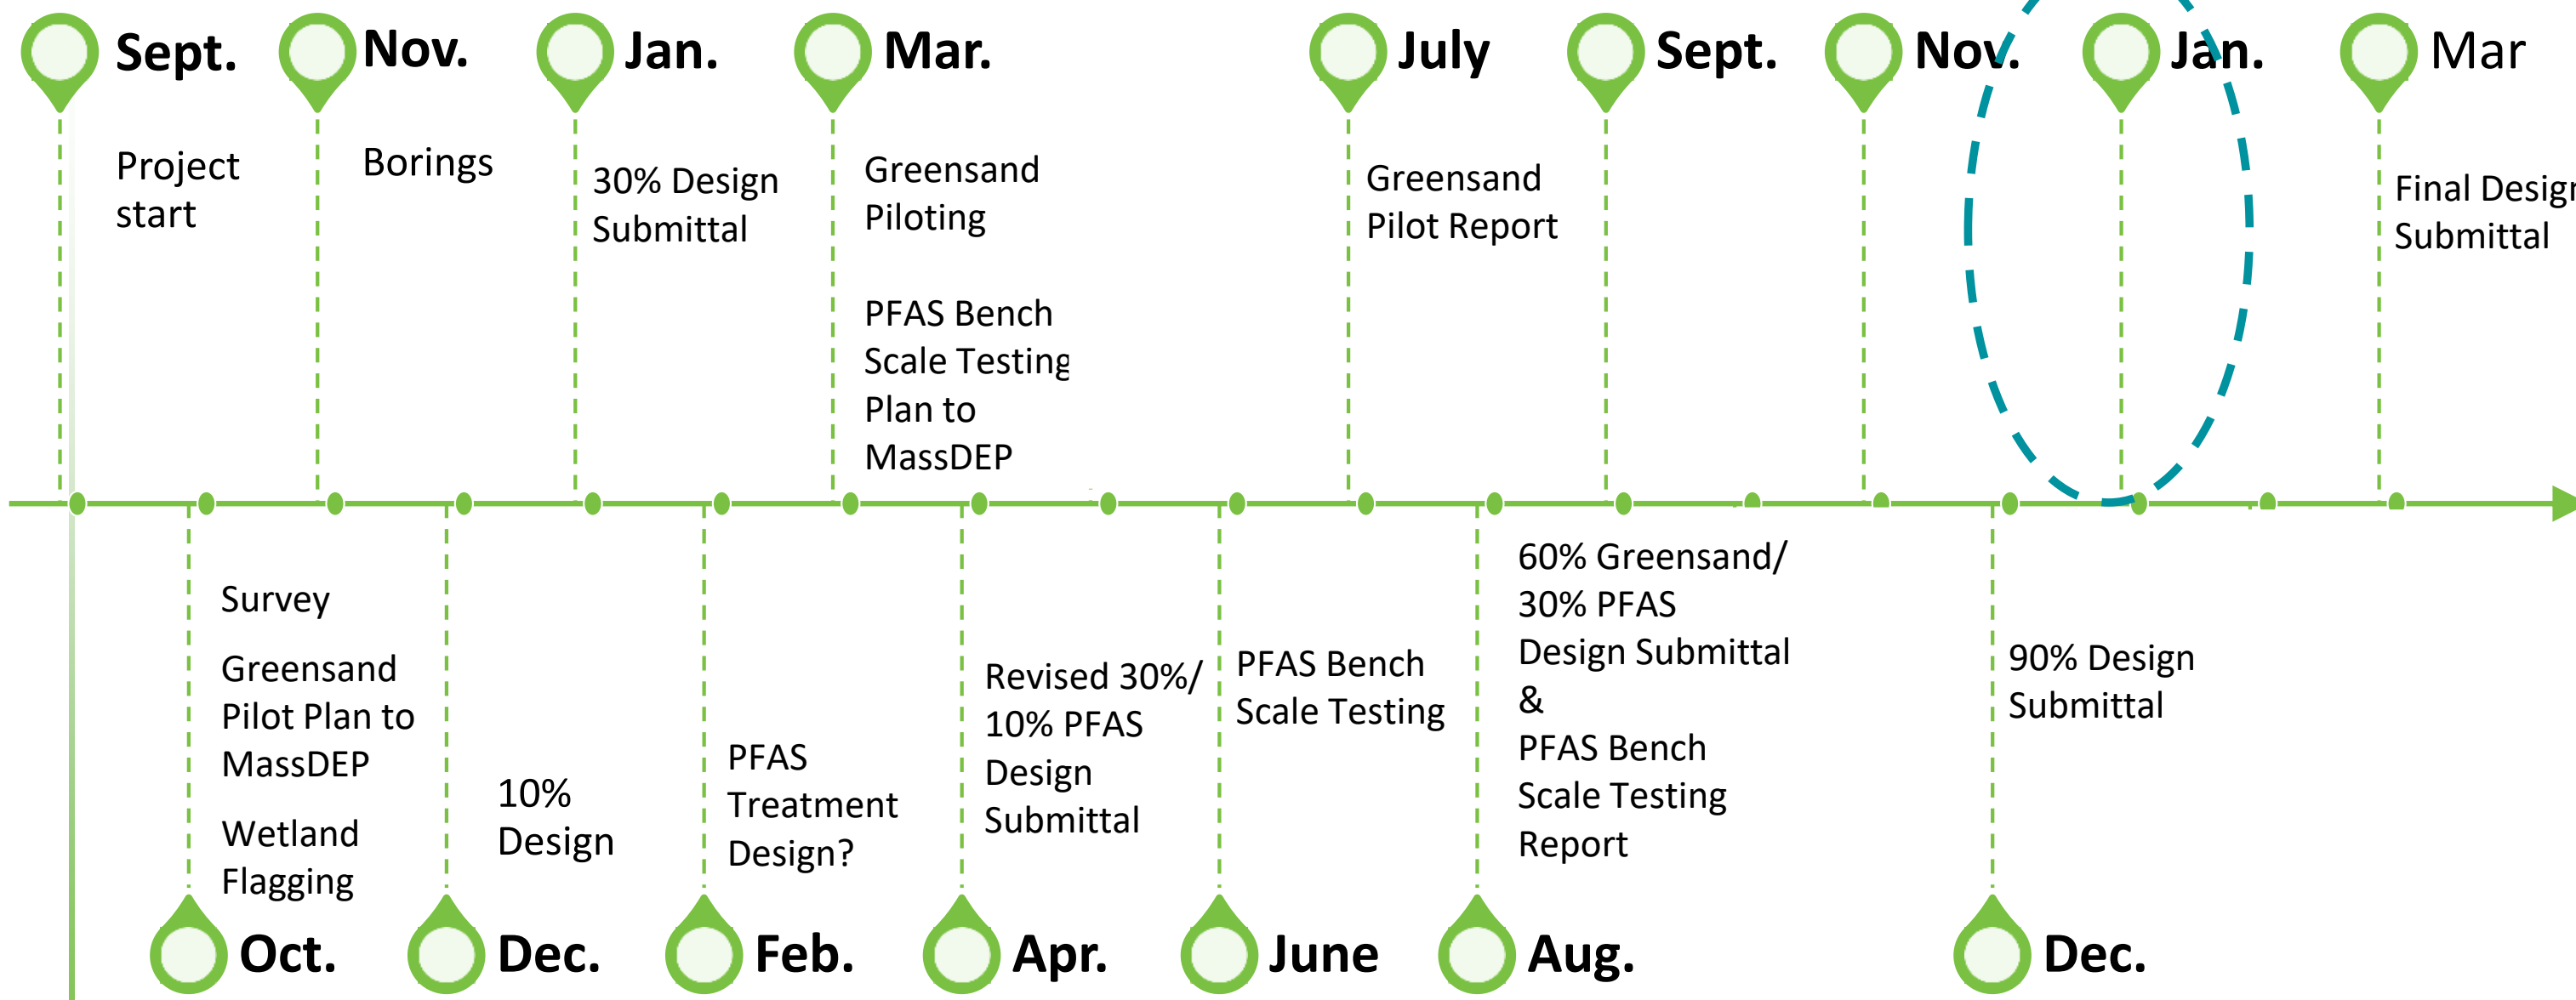 Sept.
Nov.
Jan.
Mar.
July
Sept.
Nov.
Jan.
Mar
Project
start
Borings
30% Design
Submittal
Greensand
Piloting
PFAS Bench
Scale Testing
Plan to
MassDEP
Greensand
Pilot Report
Final Design
Submittal
Survey
Greensand
Pilot Plan to
MassDEP
Wetland
Flagging
10%
Design
PFAS
Treatment
Design?
Revised 30%/
10% PFAS
Design
Submittal
PFAS Bench
Scale Testing
60% Greensand/
30% PFAS
Design Submittal
&
PFAS Bench
Scale Testing
Report
90% Design
Submittal
Oct.
Dec.
Feb.
Apr.
June
Aug.
Dec.